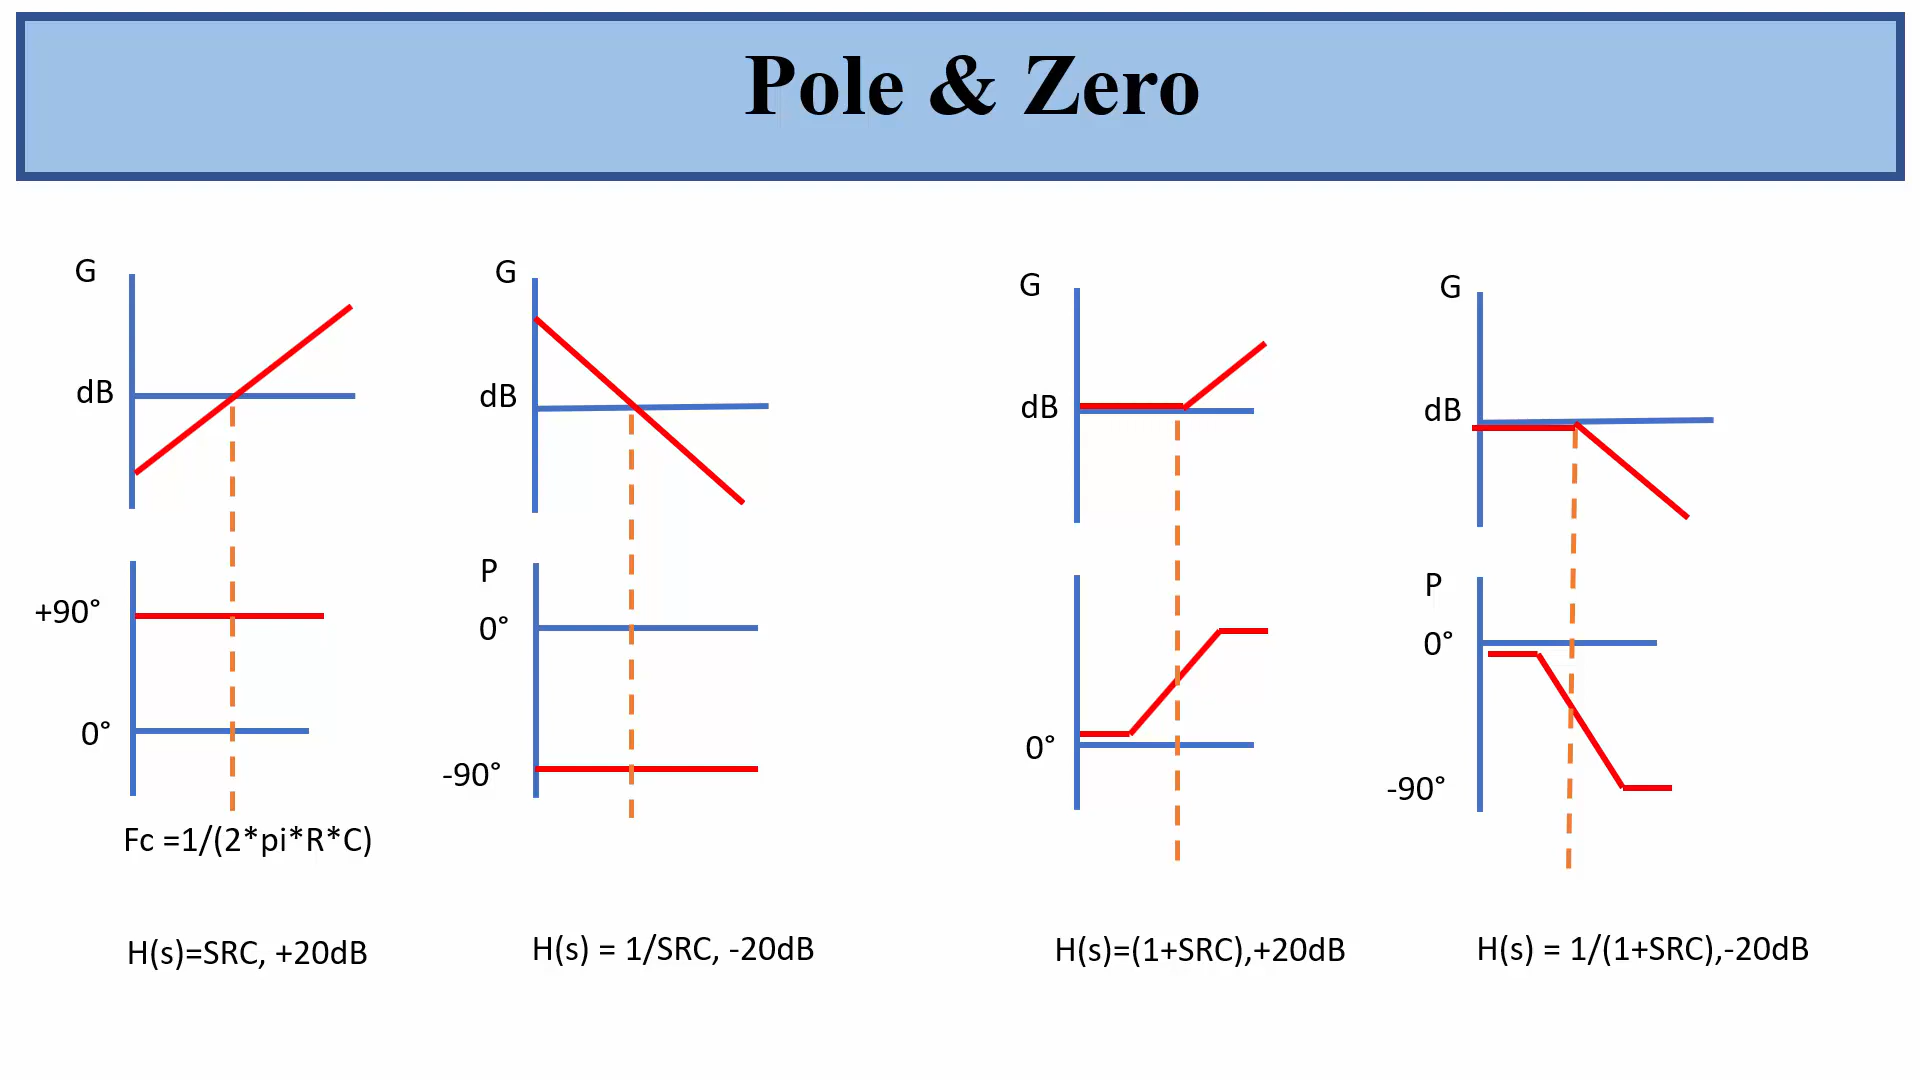 Pole & Zero
G
dB
+90°
0°
Fc =1/(2*pi*R*C)
H(s)=SRC, +20dB
G
dB
P
0°
-90°
H(s) = 1/SRC, -20dB
G
dB
0°
H(s)=(1+SRC),+20dB
G
dB
P
0°
-90°
H(s) = 1/(1+SRC),-20dB